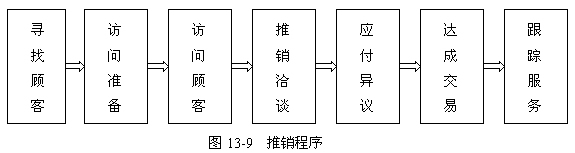 寻找顾客
访问准备
访问顾客
推销洽谈
应付异议
达成交易
跟踪服务
图 13-9 推销程序